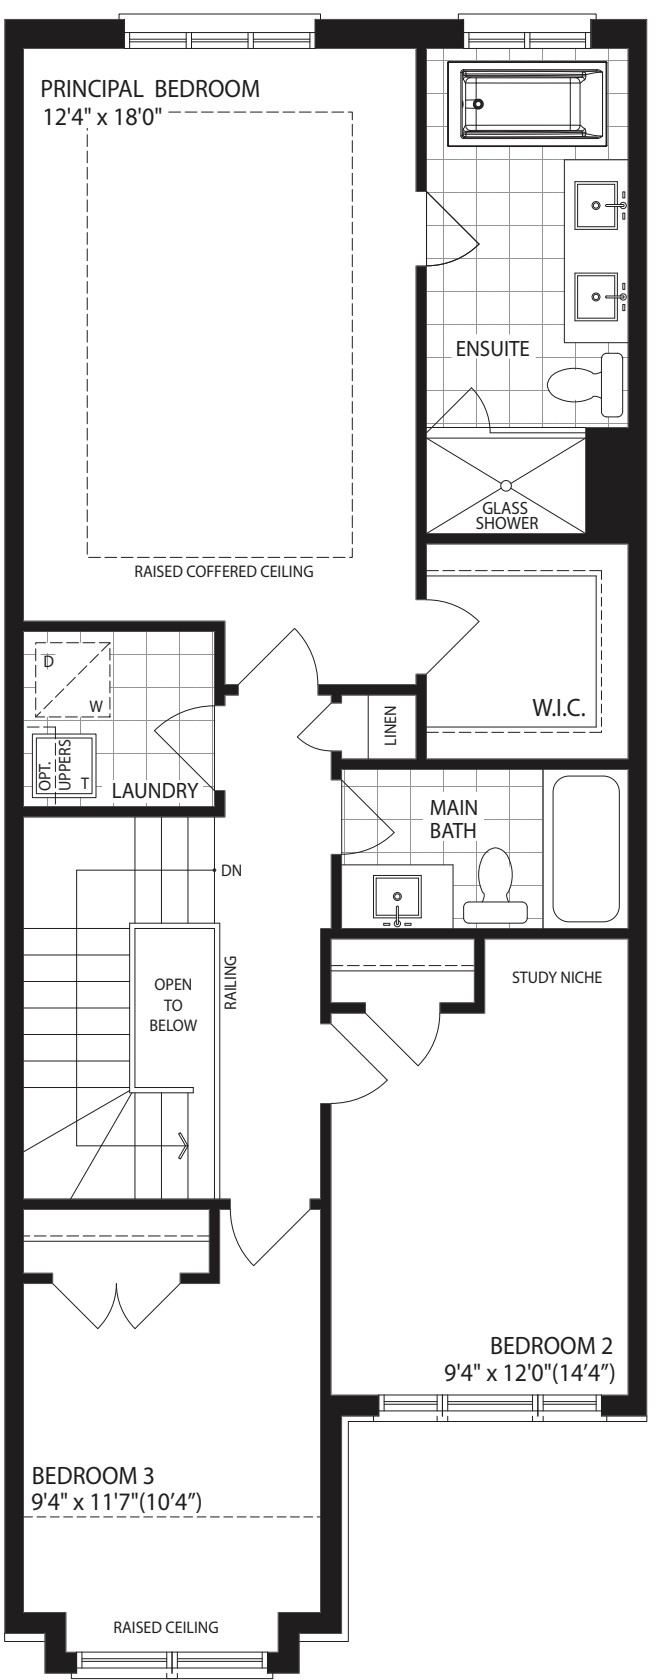 PRINCIPAL BEDROOM
12'4" x 18'0"
ENSUITE
GLASS
SHOWER
RAISED COFFERED CEILING
W.I.C.
D
W
OPT.
UPPERS
T
LAUNDRY
LINEN
MAIN
BATH
DN
RAILING
OPEN
TO
BELOW
STUDY NICHE
BEDROOM 2
9'4" x 12'0"(14'4")
BEDROOM 3
9'4" x 11'7"(10'4")
RAISED CEILING